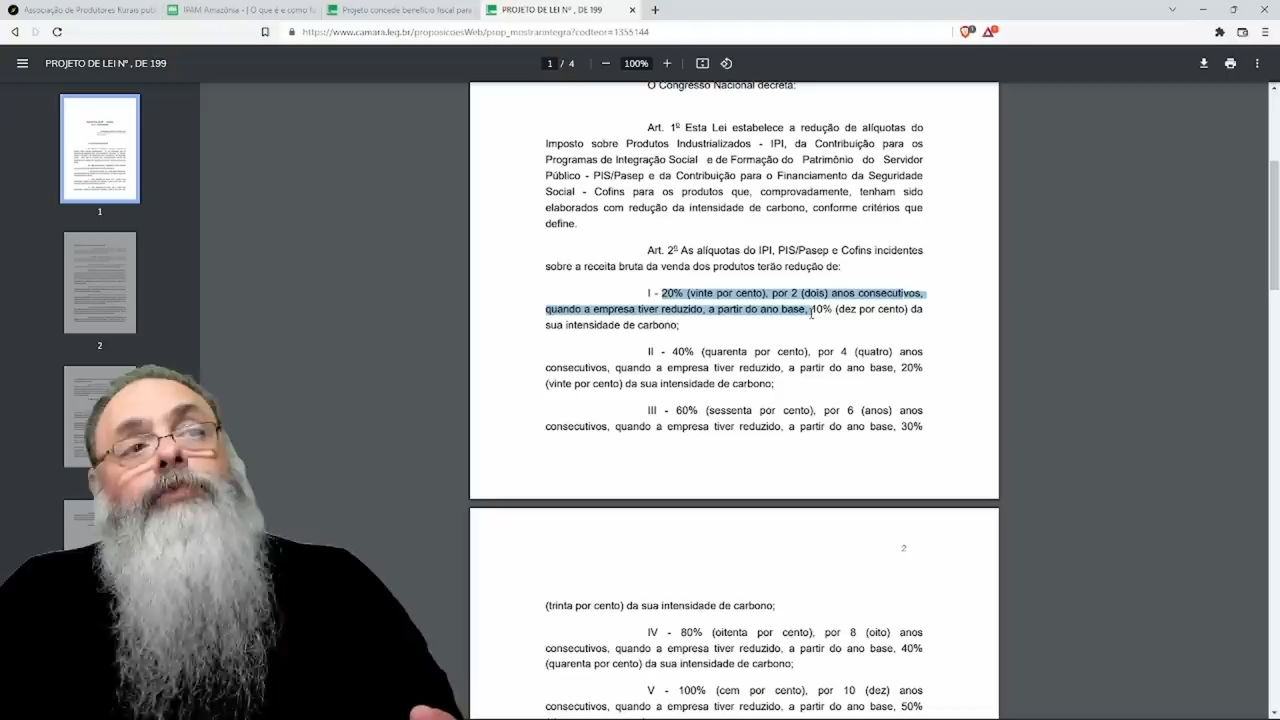 Associação de Produtores Rurais pub
IPAM Amazônia - | O que é e como fu
Projeto concede benefício fiscal para
PROJETO DE LEI Nº , DE 199
https://www.camara.leg.br/proposicoesWeb/prop_mostrarintegra?codteor=1355144
PROJETO DE LEI Nº , DE 199
1 / 4
100%
O Congresso Nacional decreta:
Art. 1º Esta Lei estabelece a redução de alíquotas do
Imposto sobre Produtos Industrializados - IPI, da Contribuição para os
Programas de Integração Social e de Formação do Patrimônio do Servidor
Público - PIS/Pasep e da Contribuição para o Financiamento da Seguridade
Social - Cofins para os produtos que, comprovadamente, tenham sido
elaborados com redução da intensidade de carbono, conforme critérios que
define.
Art. 2º As alíquotas do IPI, PIS/Pasep e Cofins incidentes
sobre a receita bruta da venda dos produtos terão redução de:
I - 20% (vinte por cento), por 2 (dois) anos consecutivos,
quando a empresa tiver reduzido, a partir do ano base, 10% (dez por cento) da
sua intensidade de carbono;
II - 40% (quarenta por cento), por 4 (quatro) anos
consecutivos, quando a empresa tiver reduzido, a partir do ano base, 20%
(vinte por cento) da sua intensidade de carbono;
III - 60% (sessenta por cento), por 6 (anos) anos
consecutivos, quando a empresa tiver reduzido, a partir do ano base, 30%
2
(trinta por cento) da sua intensidade de carbono;
IV - 80% (oitenta por cento), por 8 (oito) anos
consecutivos, quando a empresa tiver reduzido, a partir do ano base, 40%
(quarenta por cento) da sua intensidade de carbono;
V - 100% (cem por cento), por 10 (dez) anos
consecutivos, quando a empresa tiver reduzido, a partir do ano base, 50%
1
2